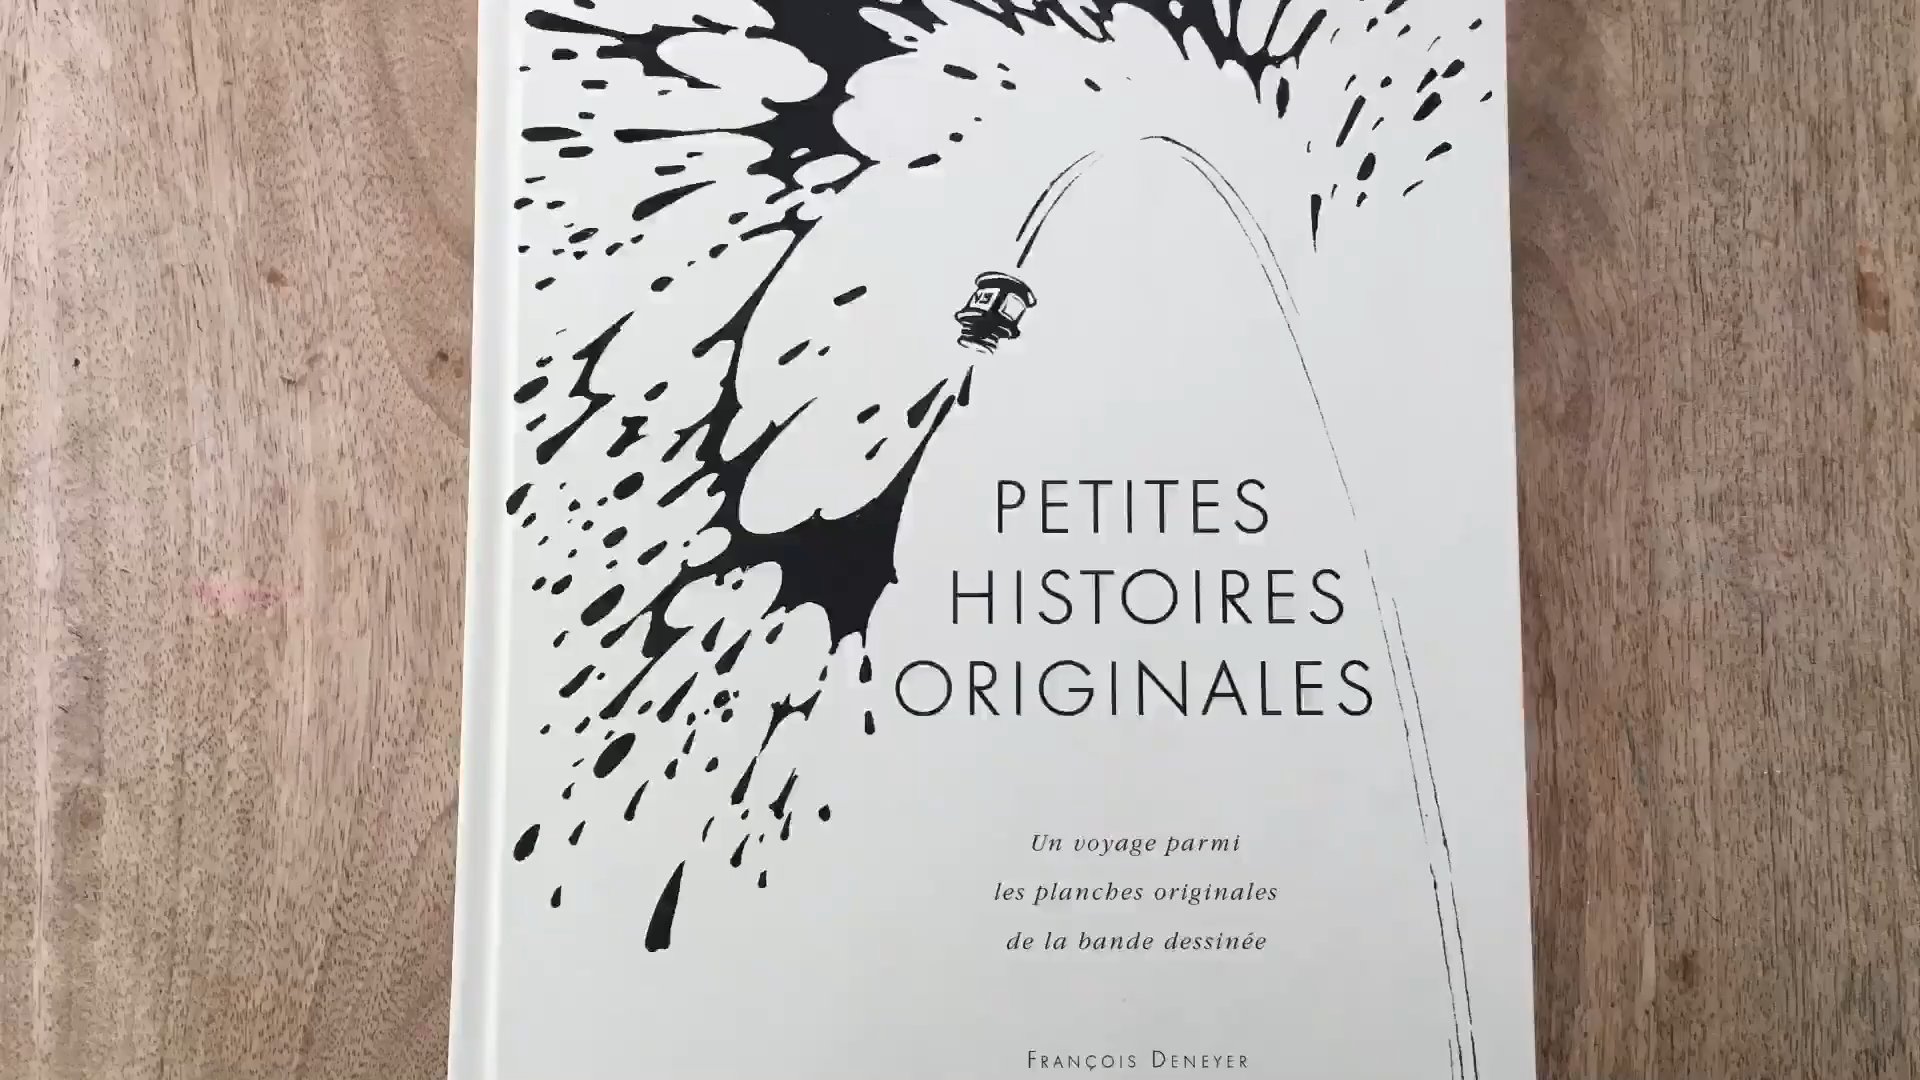 PETITES
HISTOIRES
ORIGINALES
Un voyage parmi
les planches originales
de la bande dessinée
FRANÇOIS DENEYER